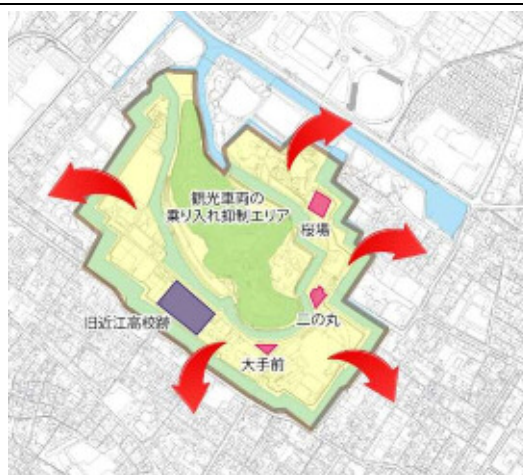 観光車両の
乗り入れ抑制エリア
桜場
二の丸
旧近江高校跡
大手前